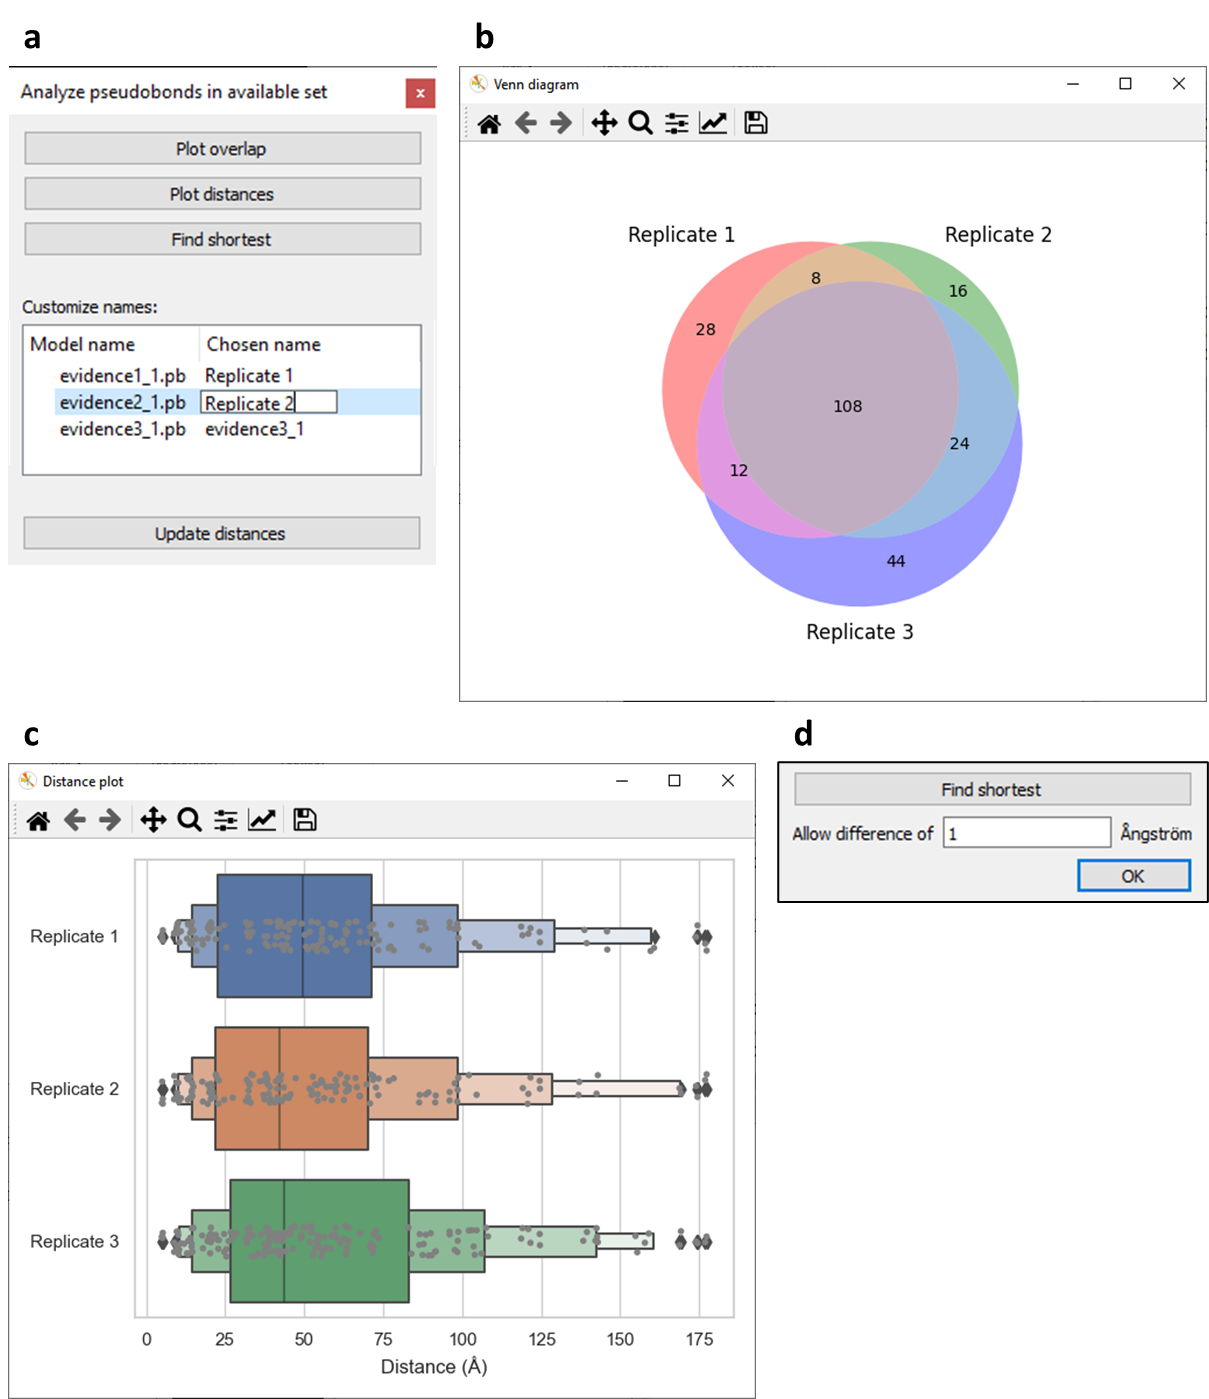 a
Analyze pseudobonds in available set
x
Plot overlap
Plot distances
Find shortest
Customize names:
Model name Chosen name
evidence1_1.pb Replicate 1
evidence2_1.pb Replicate 2
evidence3_1.pb evidence3_1
Update distances
b
Venn diagram
Replicate 1 Replicate 2
8
16
28
108
24
12
44
Replicate 3
c
Distance plot
Replicate 1
Replicate 2
Replicate 3
0 25 50 75 100 125 150 175
Distance (Å)
d
Find shortest
Allow difference of 1 Ångström
OK